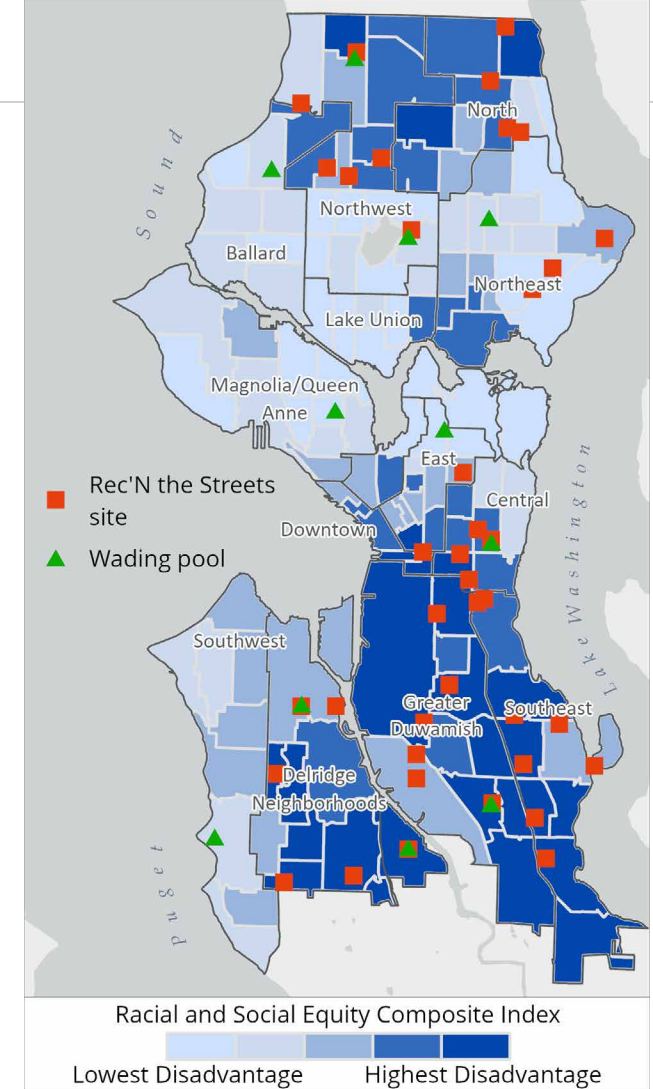 North
Sound
Northwest
Ballard
Northeast
Lake Union
Magnolia/Queen
Anne
East
Rec'N the Streets
site
Central
Downtown
Wading pool
Lake Washington
Southwest
Greater
Duwamish
Southeast
Delridge
Neighborhoods
Puget
Racial and Social Equity Composite Index
Lowest Disadvantage
Highest Disadvantage